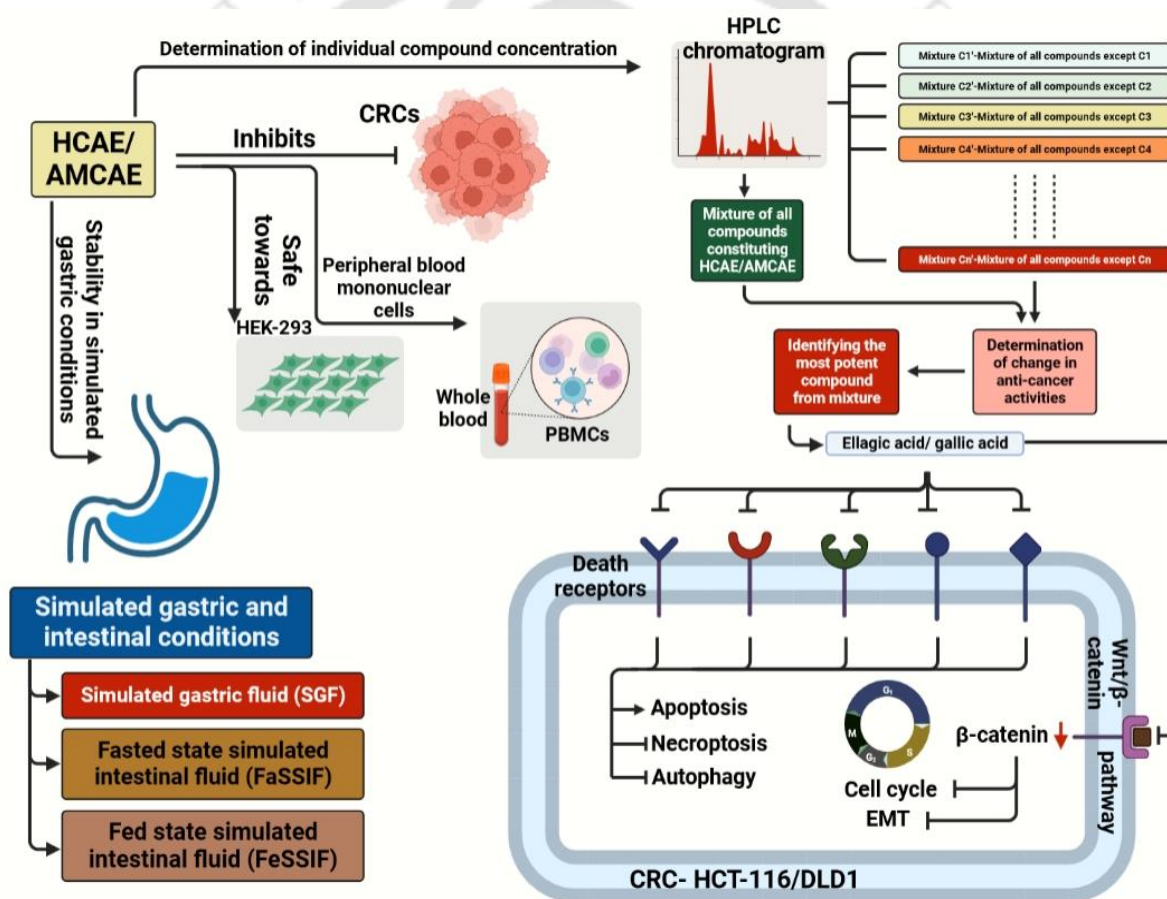 Determination of individual compound concentration
HPLC
chromatogram
Mixture C1'-Mixture of all compounds except C1
Mixture C2'-Mixture of all compounds except C2
Mixture C3'-Mixture of all compounds except C3
Mixture C4'-Mixture of all compounds except C4
Mixture Cn'-Mixture of all compounds except Cn
HCAE/
AMCAE
Inhibits
CRCs
Safe
towards
HEK-293
Peripheral blood
mononuclear
cells
Whole
blood
PBMCs
Stability in simulated
gastric conditions
Mixture of all
compounds
constituting
HCAE/AMCAE
Identifying the
most potent
compound
from mixture
Determination
of change in
anti-cancer
activities
Ellagic acid/ gallic acid
Simulated gastric and
intestinal conditions
Simulated gastric fluid (SGF)
Fasted state simulated
intestinal fluid (FaSSIF)
Fed state simulated
intestinal fluid (FeSSIF)
Death
receptors
Apoptosis
Necroptosis
Autophagy
G₁
S
G₂
M
β-catenin
Cell cycle
EMT
Wnt/β-
catenin
pathway
CRC- HCT-116/DLD1